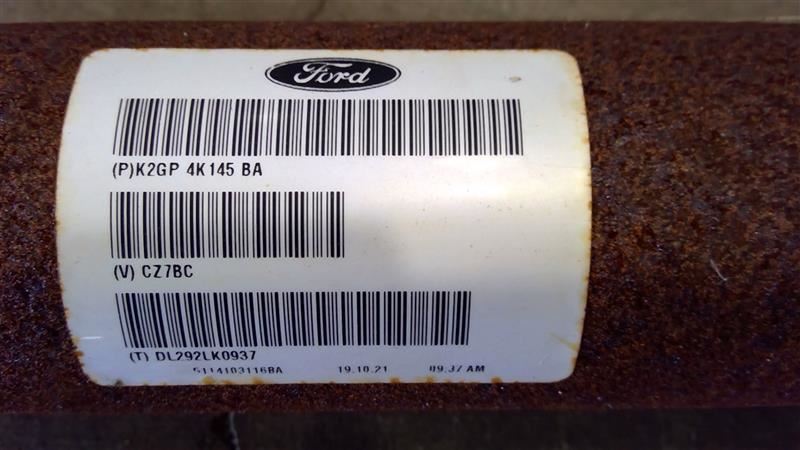 Ford
(P)K2GP 4K145 BA
(V) CZ7BC
(T) DL292LK0937
5114103116BA 19.10.21 09.37 AM